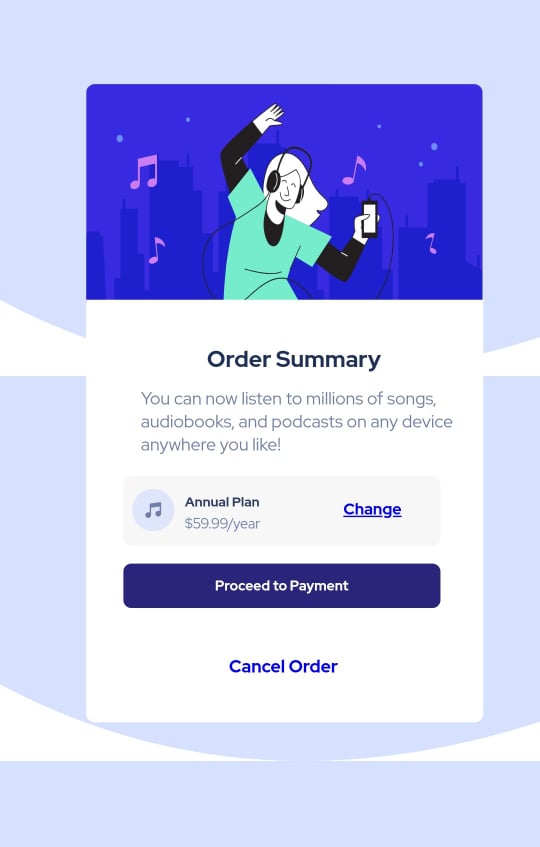 Order Summary
You can now listen to millions of songs,
audiobooks, and podcasts on any device
anywhere you like!
Annual Plan
$59.99/year
Change
Proceed to Payment
Cancel Order